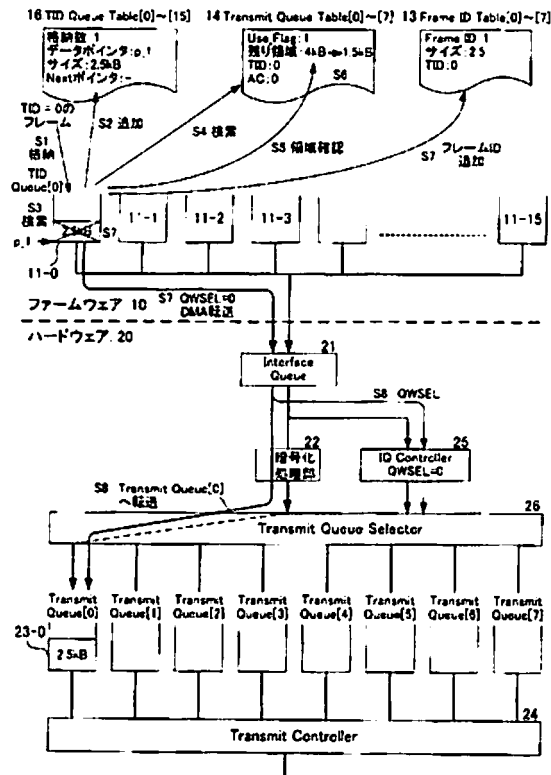 16 TID Queue Table[0]~[15]
14 Transmit Queue Table[0]~[7]
13 Frame ID Table[0]~[7]
格納数:1
データポインタ:p_1
サイズ:2.5kB
Nextポインタ:-
Use_Flag:1
残り領域:4kB⇒1.5kB
TID:0
AC:0
S6
Frame ID:1
サイズ:2.5
TID:0
TID=0の
フレーム
S1
格納
S2 追加
S4 検索
S5 領域確認
S7 フレームID
追加
TID
Queue[0]
S3
検索
p_1
2.5kB
S7
11-0
11-1
11-2
11-3
11-15
ファームウェア 10
S7 QWSEL=0
DMA転送
ハードウェア 20
21
Interface
Queue
S8 QWSEL
22
暗号化
処理部
25
IQ Controller
QWSEL=0
S8 Transmit Queue[0]
へ転送
26
Transmit Queue Selector
Transmit
Queue[0]
Transmit
Queue[1]
Transmit
Queue[2]
Transmit
Queue[3]
Transmit
Queue[4]
Transmit
Queue[5]
Transmit
Queue[6]
Transmit
Queue[7]
23-0
2.5kB
24
Transmit Controller